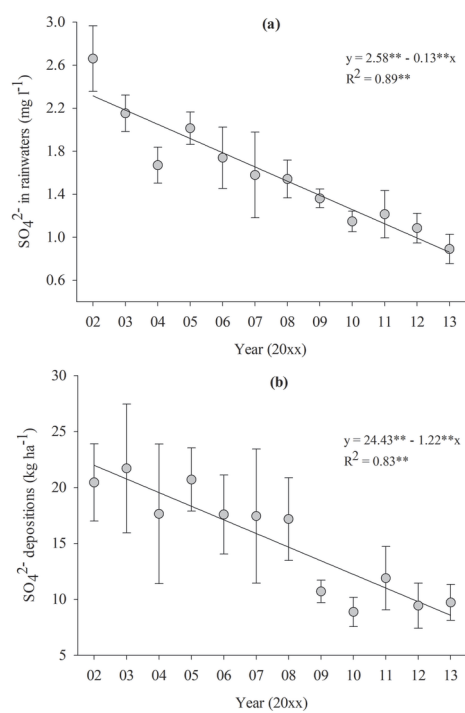 (a)
y = 2.58** - 0.13**x
R² = 0.89**
SO₄²⁻ in rainwaters (mg l⁻¹)
3.0
2.6
2.2
1.8
1.4
1.0
0.6
02 03 04 05 06 07 08 09 10 11 12 13
Year (20xx)
(b)
y = 24.43** - 1.22**x
R² = 0.83**
SO₄²⁻ depositions (kg ha⁻¹)
30
25
20
15
10
5
02 03 04 05 06 07 08 09 10 11 12 13
Year (20xx)